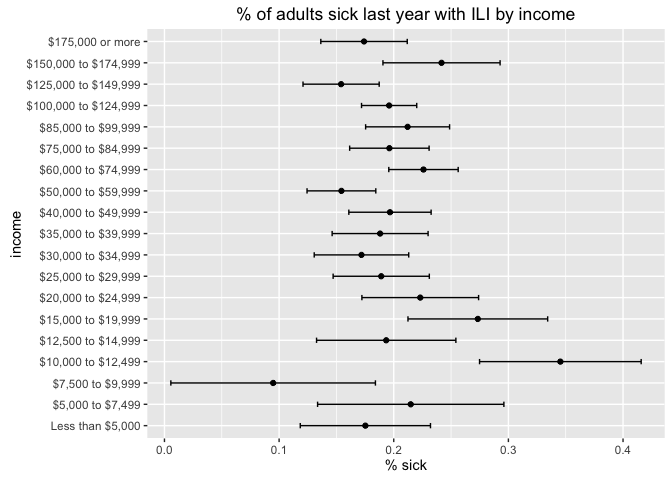 % of adults sick last year with ILI by income
$175,000 or more
$150,000 to $174,999
$125,000 to $149,999
$100,000 to $124,999
$85,000 to $99,999
$75,000 to $84,999
$60,000 to $74,999
$50,000 to $59,999
$40,000 to $49,999
$35,000 to $39,999
$30,000 to $34,999
$25,000 to $29,999
$20,000 to $24,999
$15,000 to $19,999
$12,500 to $14,999
$10,000 to $12,499
$7,500 to $9,999
$5,000 to $7,499
Less than $5,000
income
0.0 0.1 0.2 0.3 0.4
% sick